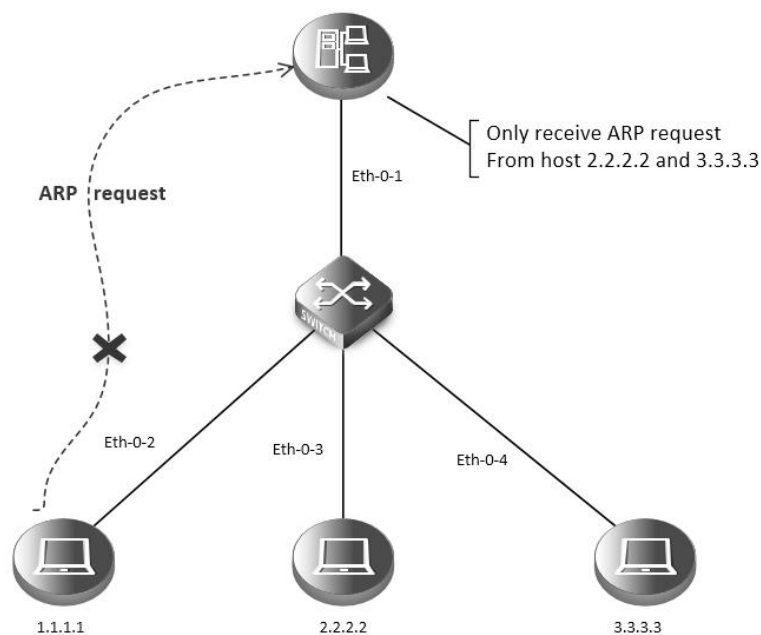 Only receive ARP request
From host 2.2.2.2 and 3.3.3.3
Eth-0-1
ARP request
SWITCH
Eth-0-2
Eth-0-3
Eth-0-4
1.1.1.1
2.2.2.2
3.3.3.3